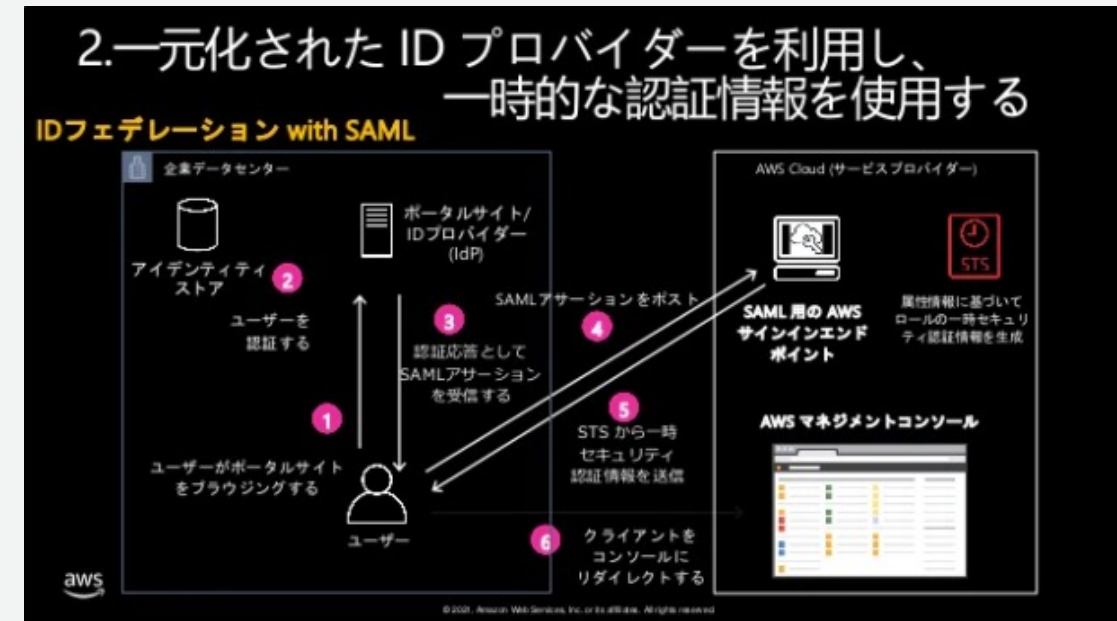 2.一元化された ID プロバイダーを利用し、
一時的な認証情報を使用する
IDフェデレーション with SAML
企業データセンター
アイデンティティ
ストア
2
ユーザーを
認証する
ポータルサイト/
IDプロバイダー
(IdP)
3
認証応答として
SAMLアサーション
を受信する
1
ユーザーがポータルサイト
をブラウジングする
ユーザー
SAMLアサーションをポスト
4
5
STS から一時
セキュリティ
認証情報を送信
6
クライアントを
コンソールに
リダイレクトする
AWS Cloud (サービスプロバイダー)
SAML 用の AWS
サインインエンド
ポイント
STS
属性情報に基づいて
ロールの一時セキュリ
ティ認証情報を生成
AWS マネジメントコンソール
aws
© 2021, Amazon Web Services, Inc. or its affiliates. All rights reserved